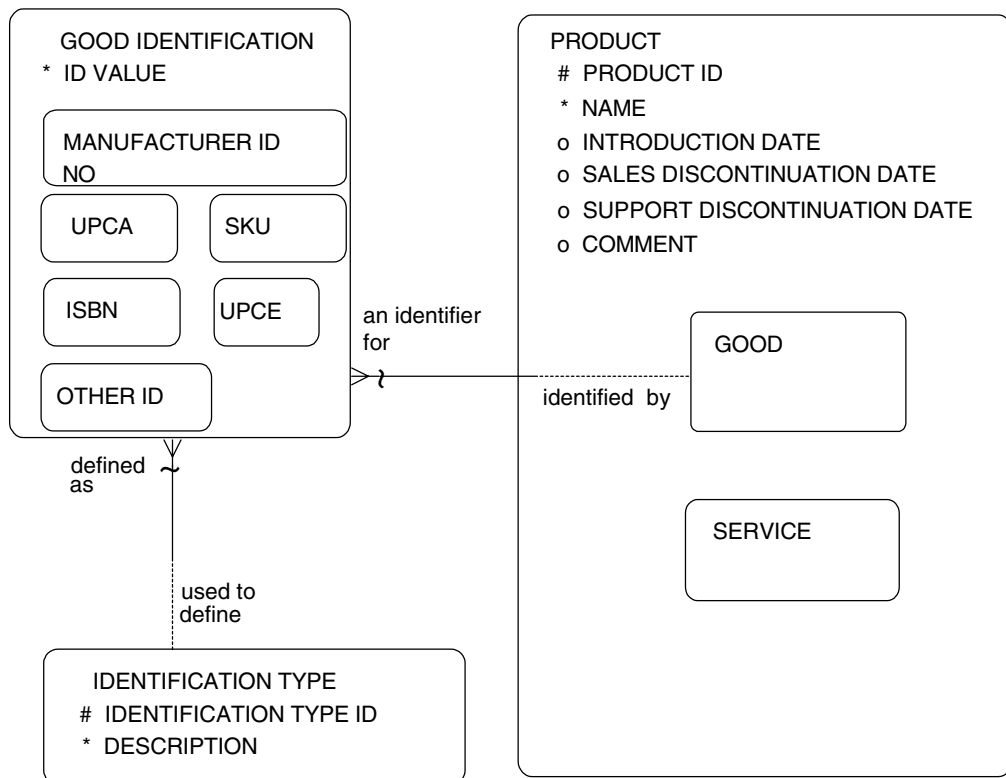 GOOD IDENTIFICATION
* ID VALUE
MANUFACTURER ID
NO
UPCA
SKU
ISBN
UPCE
OTHER ID
PRODUCT
# PRODUCT ID
* NAME
o INTRODUCTION DATE
o SALES DISCONTINUATION DATE
o SUPPORT DISCONTINUATION DATE
o COMMENT
an identifier
for
identified by
GOOD
SERVICE
defined
as
used to
define
IDENTIFICATION TYPE
# IDENTIFICATION TYPE ID
* DESCRIPTION